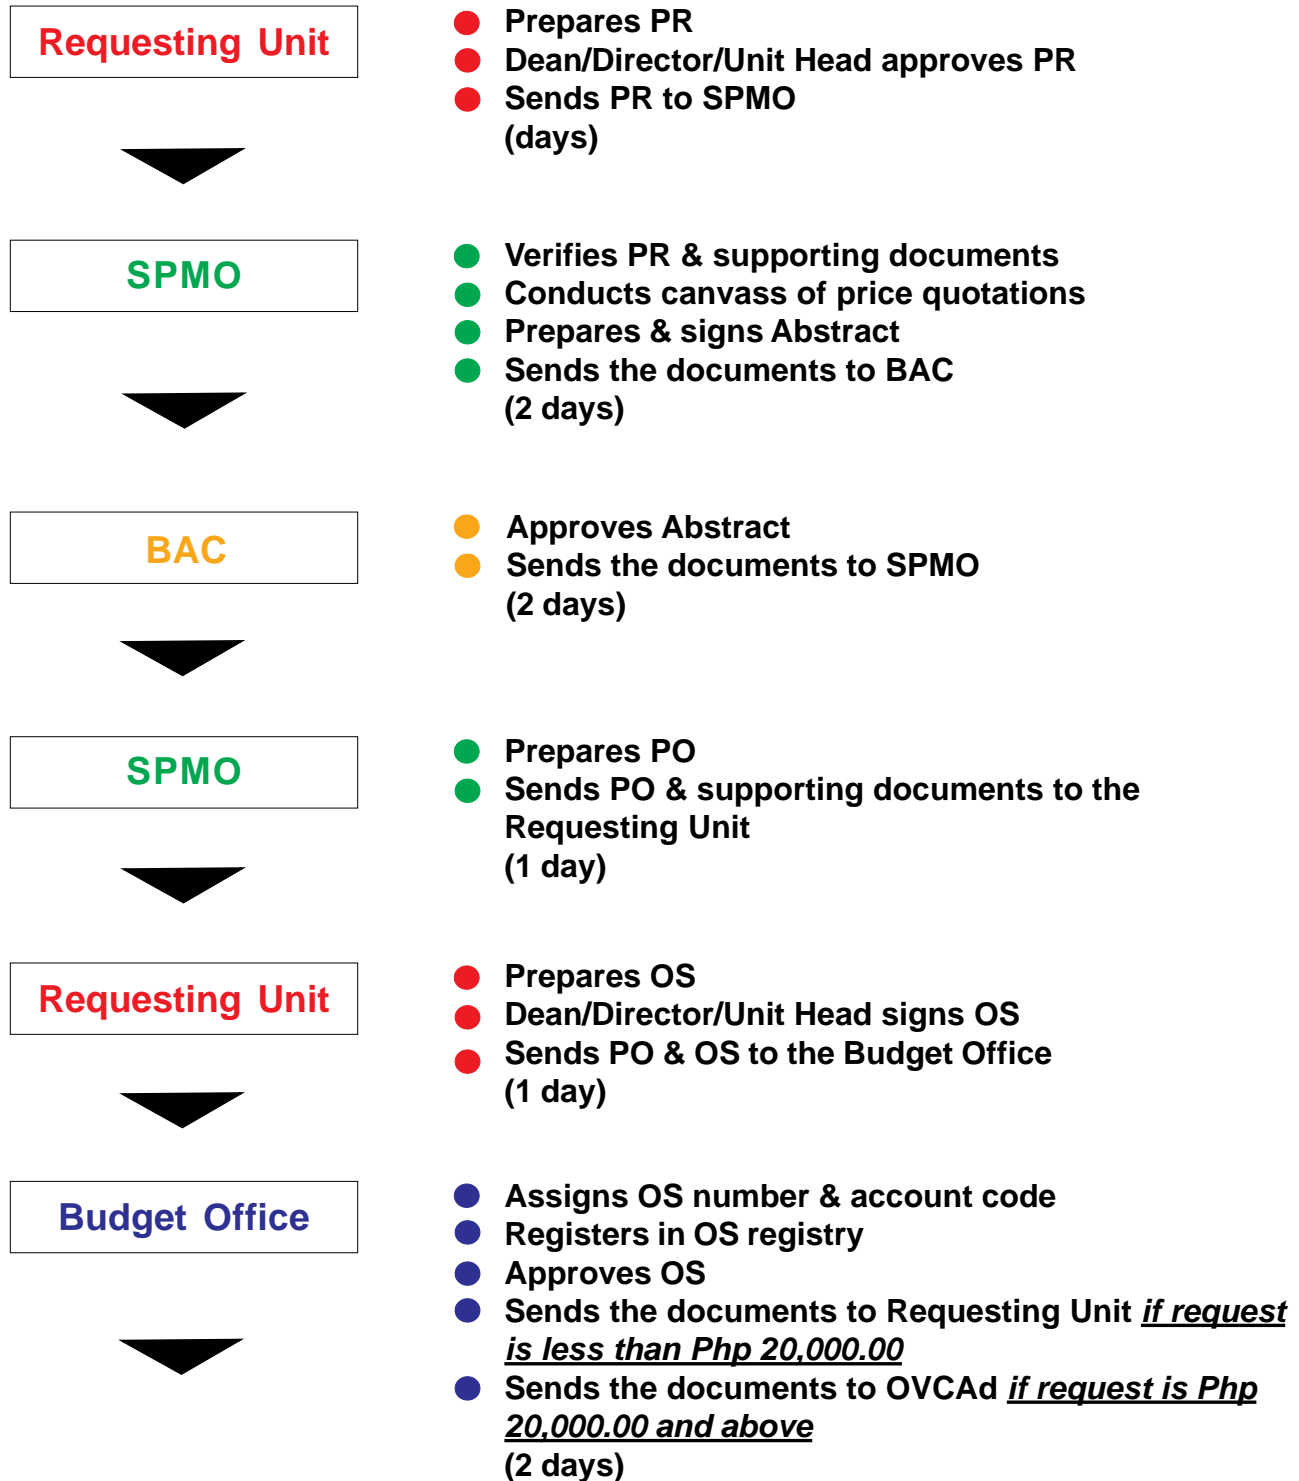 Requesting Unit
Prepares PR
Dean/Director/Unit Head approves PR
Sends PR to SPMO
(days)
SPMO
Verifies PR & supporting documents
Conducts canvass of price quotations
Prepares & signs Abstract
Sends the documents to BAC
(2 days)
BAC
Approves Abstract
Sends the documents to SPMO
(2 days)
SPMO
Prepares PO
Sends PO & supporting documents to the
Requesting Unit
(1 day)
Requesting Unit
Prepares OS
Dean/Director/Unit Head signs OS
Sends PO & OS to the Budget Office
(1 day)
Budget Office
Assigns OS number & account code
Registers in OS registry
Approves OS
Sends the documents to Requesting Unit if request
is less than Php 20,000.00
Sends the documents to OVCAd if request is Php
20,000.00 and above
(2 days)